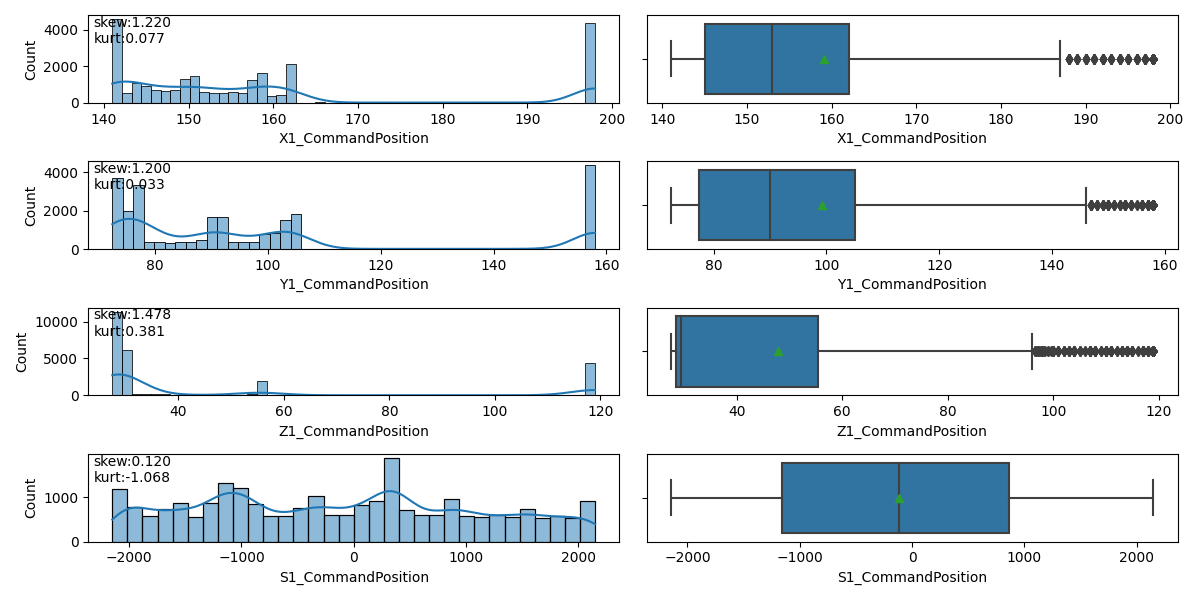 skew:1.220
kurt:0.077
4000
2000
0
Count
140 150 160 170 180 190 200
X1_CommandPosition
140 150 160 170 180 190 200
X1_CommandPosition
skew:1.200
kurt:0.033
4000
2000
0
Count
80 100 120 140 160
Y1_CommandPosition
80 100 120 140 160
Y1_CommandPosition
skew:1.478
kurt:0.381
10000
5000
0
Count
40 60 80 100 120
Z1_CommandPosition
40 60 80 100 120
Z1_CommandPosition
skew:0.120
kurt:-1.068
1000
0
Count
−2000 −1000 0 1000 2000
S1_CommandPosition
−2000 −1000 0 1000 2000
S1_CommandPosition